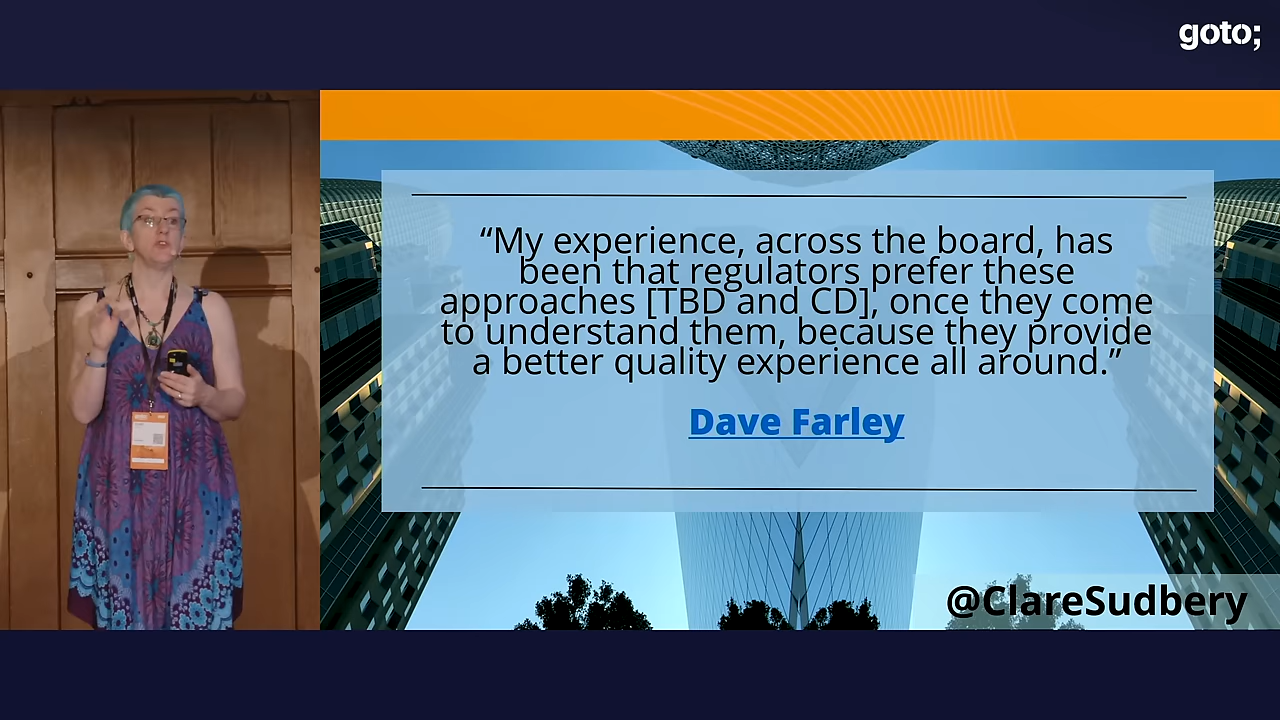 goto;
“My experience, across the board, has
been that regulators prefer these
approaches [TBD and CD], once they come
to understand them, because they provide
a better quality experience all around.”
Dave Farley
@ClareSudbery